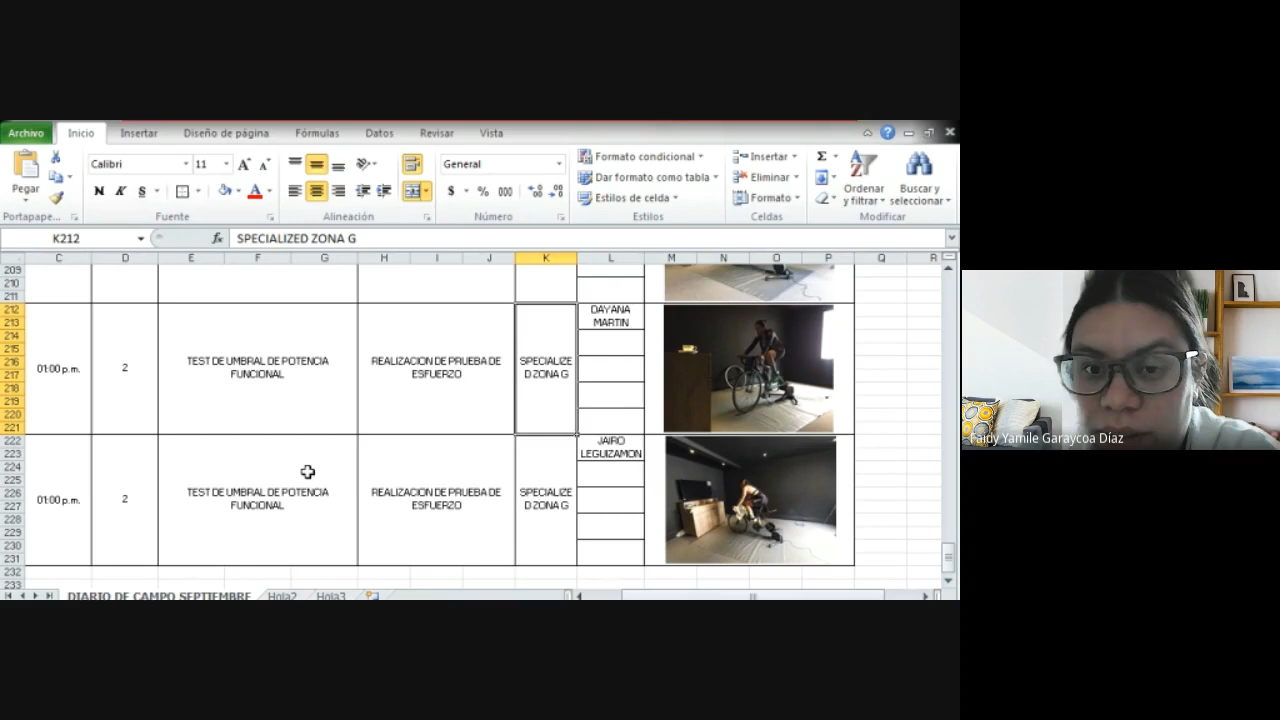 Archivo Inicio Insertar Diseño de página Fórmulas Datos Revisar Vista
Calibri 11 General Formato condicional Insertar Σ
Pegar Dar formato como tabla Eliminar Ordenar y filtrar Buscar y seleccionar
N K S $ % 000 Estilos de celda Formato
Portapape... Fuente Alineación Número Estilos Celdas Modificar
K212 fx SPECIALIZED ZONA G
C D E F G H I J K L M N O P Q R
209
210
211
212
213
214
215
216
217
218
219
220
221
222
223
224
225
226
227
228
229
230
231
232
233
01:00 p.m.
2
TEST DE UMBRAL DE POTENCIA
FUNCIONAL
REALIZACION DE PRUEBA DE
ESFUERZO
SPECIALIZE
D ZONA G
DAYANA
MARTIN
01:00 p.m.
2
TEST DE UMBRAL DE POTENCIA
FUNCIONAL
REALIZACION DE PRUEBA DE
ESFUERZO
SPECIALIZE
D ZONA G
JAIRO
LEGUIZAMON
DIARIO DE CAMPO SEPTIEMBRE Hoja2 Hoja3
Faidy Yamile Garaycoa Díaz